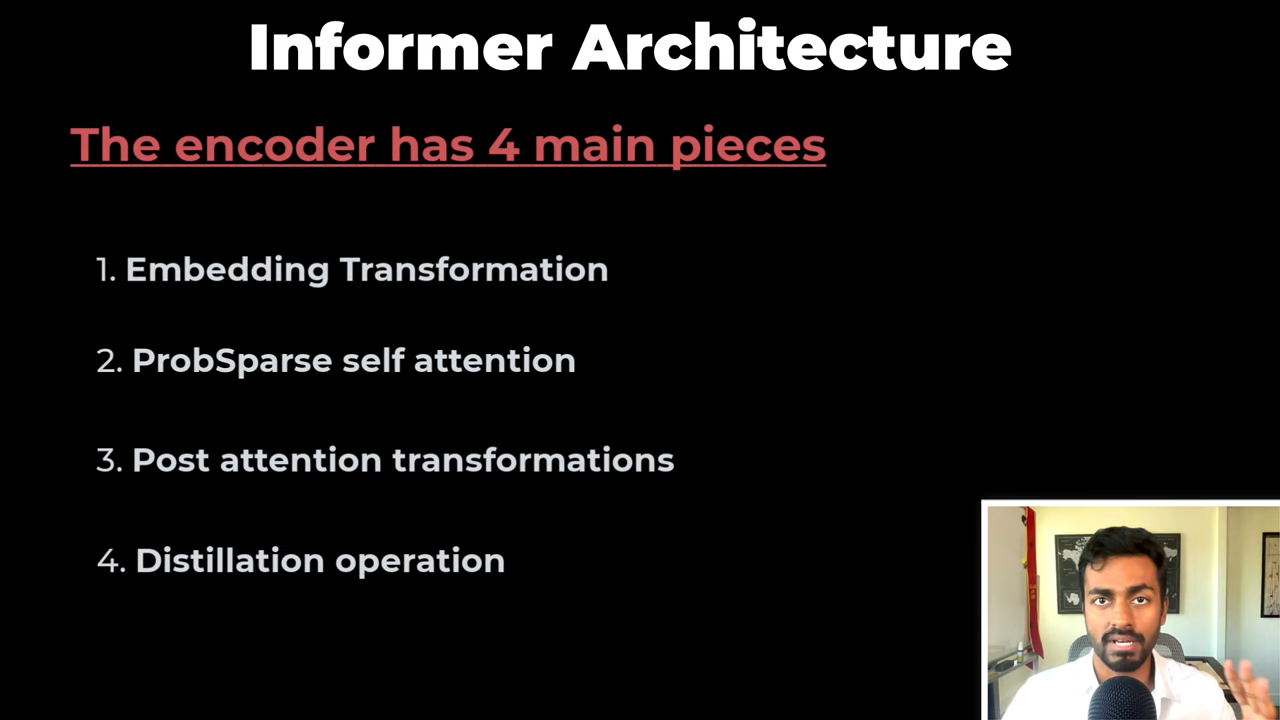 Informer Architecture
The encoder has 4 main pieces
1. Embedding Transformation
2. ProbSparse self attention
3. Post attention transformations
4. Distillation operation